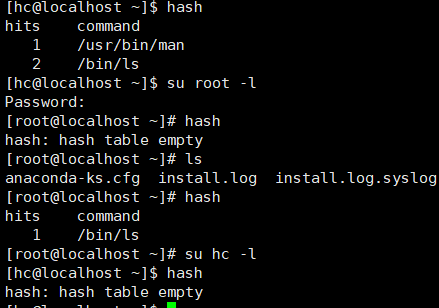 [hc@localhost ~]$ hash
hits    command
   1    /usr/bin/man
   2    /bin/ls
[hc@localhost ~]$ su root -l
Password:
[root@localhost ~]# hash
hash: hash table empty
[root@localhost ~]# ls
anaconda-ks.cfg  install.log  install.log.syslog
[root@localhost ~]# hash
hits    command
   1    /bin/ls
[root@localhost ~]# su hc -l
[hc@localhost ~]$ hash
hash: hash table empty